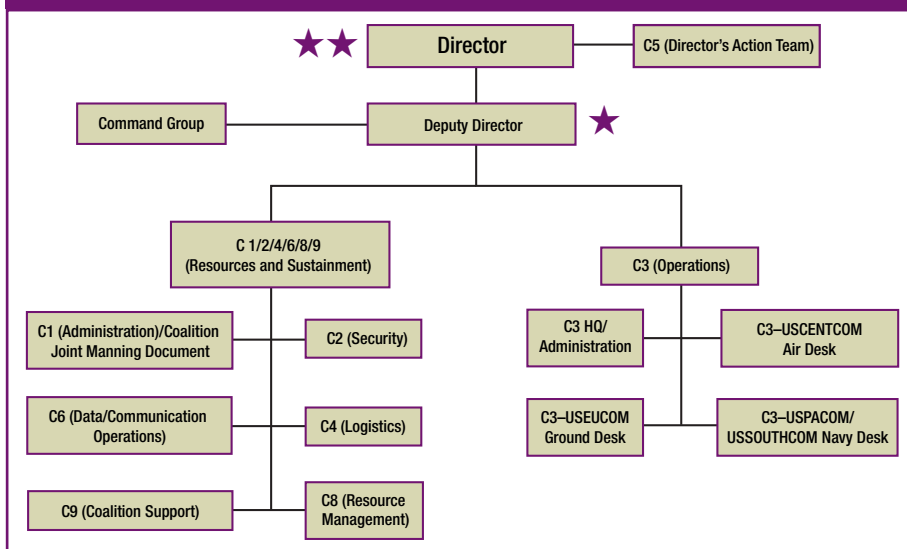 Director
C5 (Director’s Action Team)
Command Group
Deputy Director
C 1/2/4/6/8/9
(Resources and Sustainment)
C3 (Operations)
C1 (Administration)/Coalition
Joint Manning Document
C2 (Security)
C3 HQ/
Administration
C3–USCENTCOM
Air Desk
C6 (Data/Communication
Operations)
C4 (Logistics)
C3–USEUCOM
Ground Desk
C3–USPACOM/
USSOUTHCOM Navy Desk
C9 (Coalition Support)
C8 (Resource
Management)